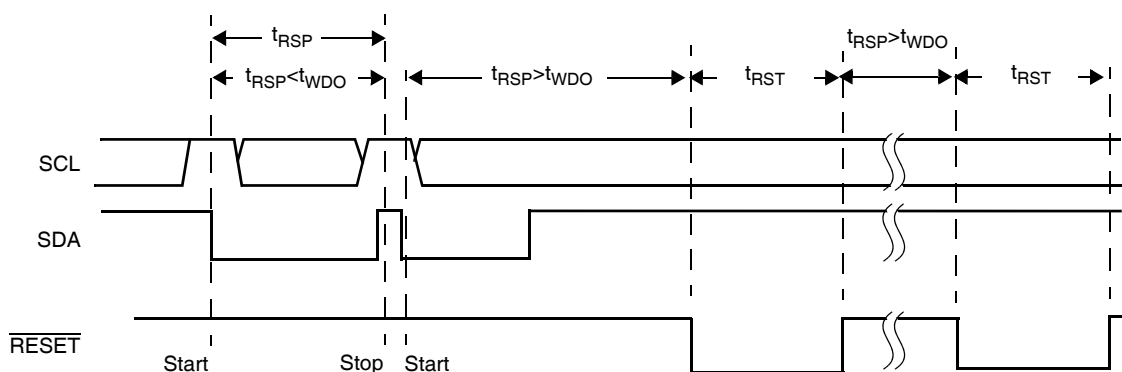 tRSP
tRSP<tWDO
tRSP>tWDO
tRST
tRSP>tWDO
tRST
SCL
SDA
RESET
Start
Stop
Start